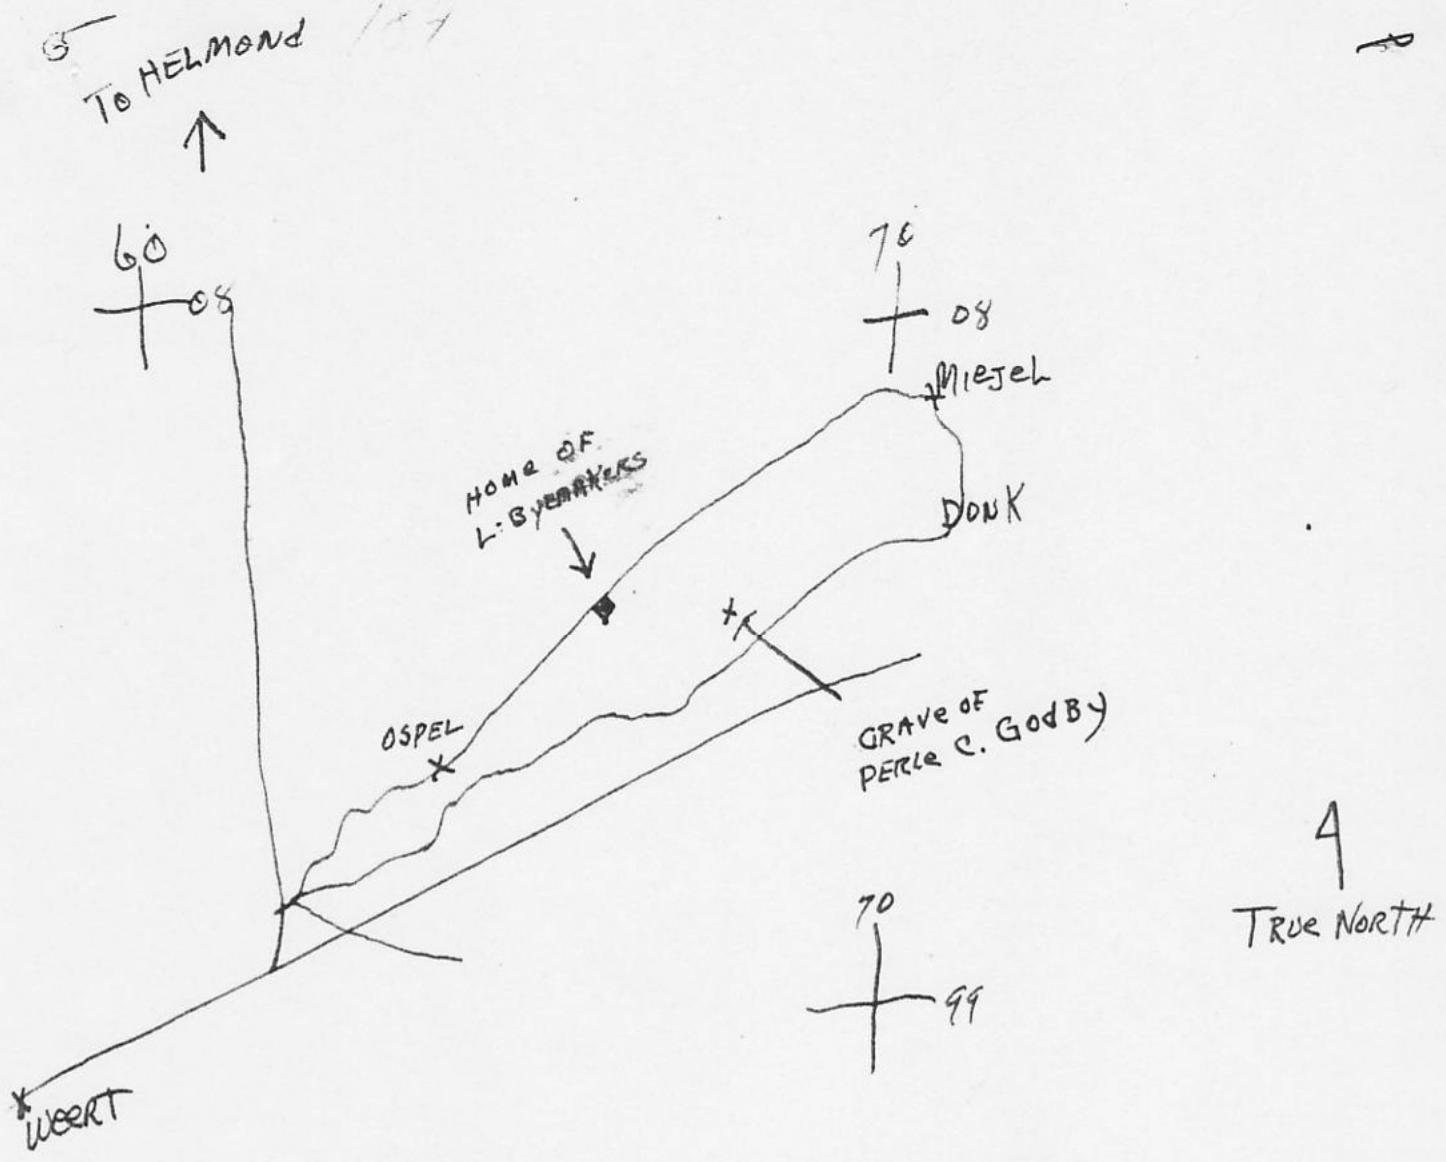 TO HELMOND
60
08
70
08
MIEJEL
HOME OF
L. BYEMAKERS
DONK
OSPEL
GRAVE OF
PERLE C. GODBY
TRUE NORTH
70
99
WEERT